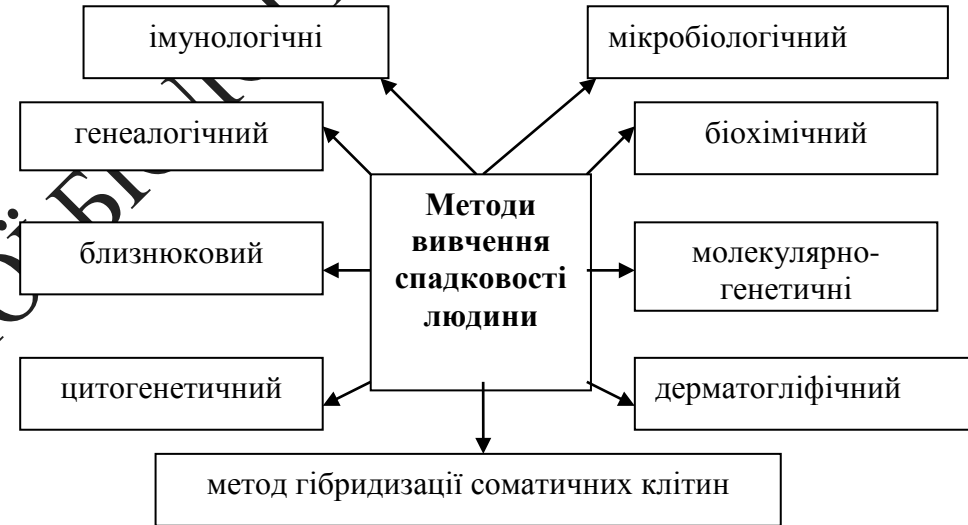 імунологічні
мікробіологічний
генеалогічний
біохімічний
Методи
вивчення
спадковості
людини
близнюковий
молекулярно-
генетичні
цитогенетичний
дерматогліфічний
метод гібридизації соматичних клітин